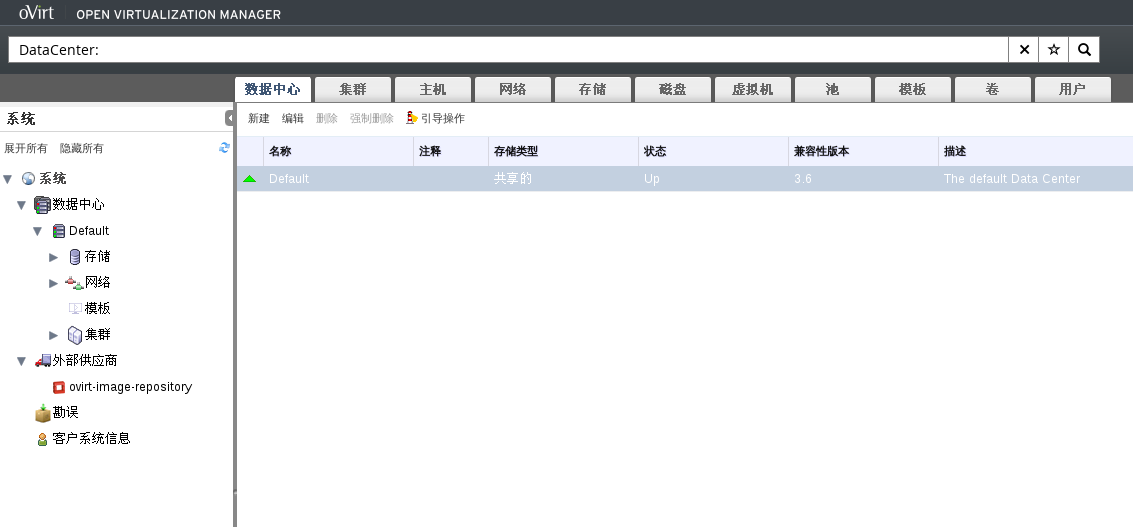 oVirt OPEN VIRTUALIZATION MANAGER
DataCenter:
数据中心 集群 主机 网络 存储 磁盘 虚拟机 池 模板 卷 用户
系统
展开所有 隐藏所有
系统
数据中心
Default
存储
网络
模板
集群
外部供应商
ovirt-image-repository
勘误
客户系统信息
新建 编辑 删除 强制删除 引导操作
名称 注释 存储类型 状态 兼容性版本 描述
Default 共享的 Up 3.6 The default Data Center